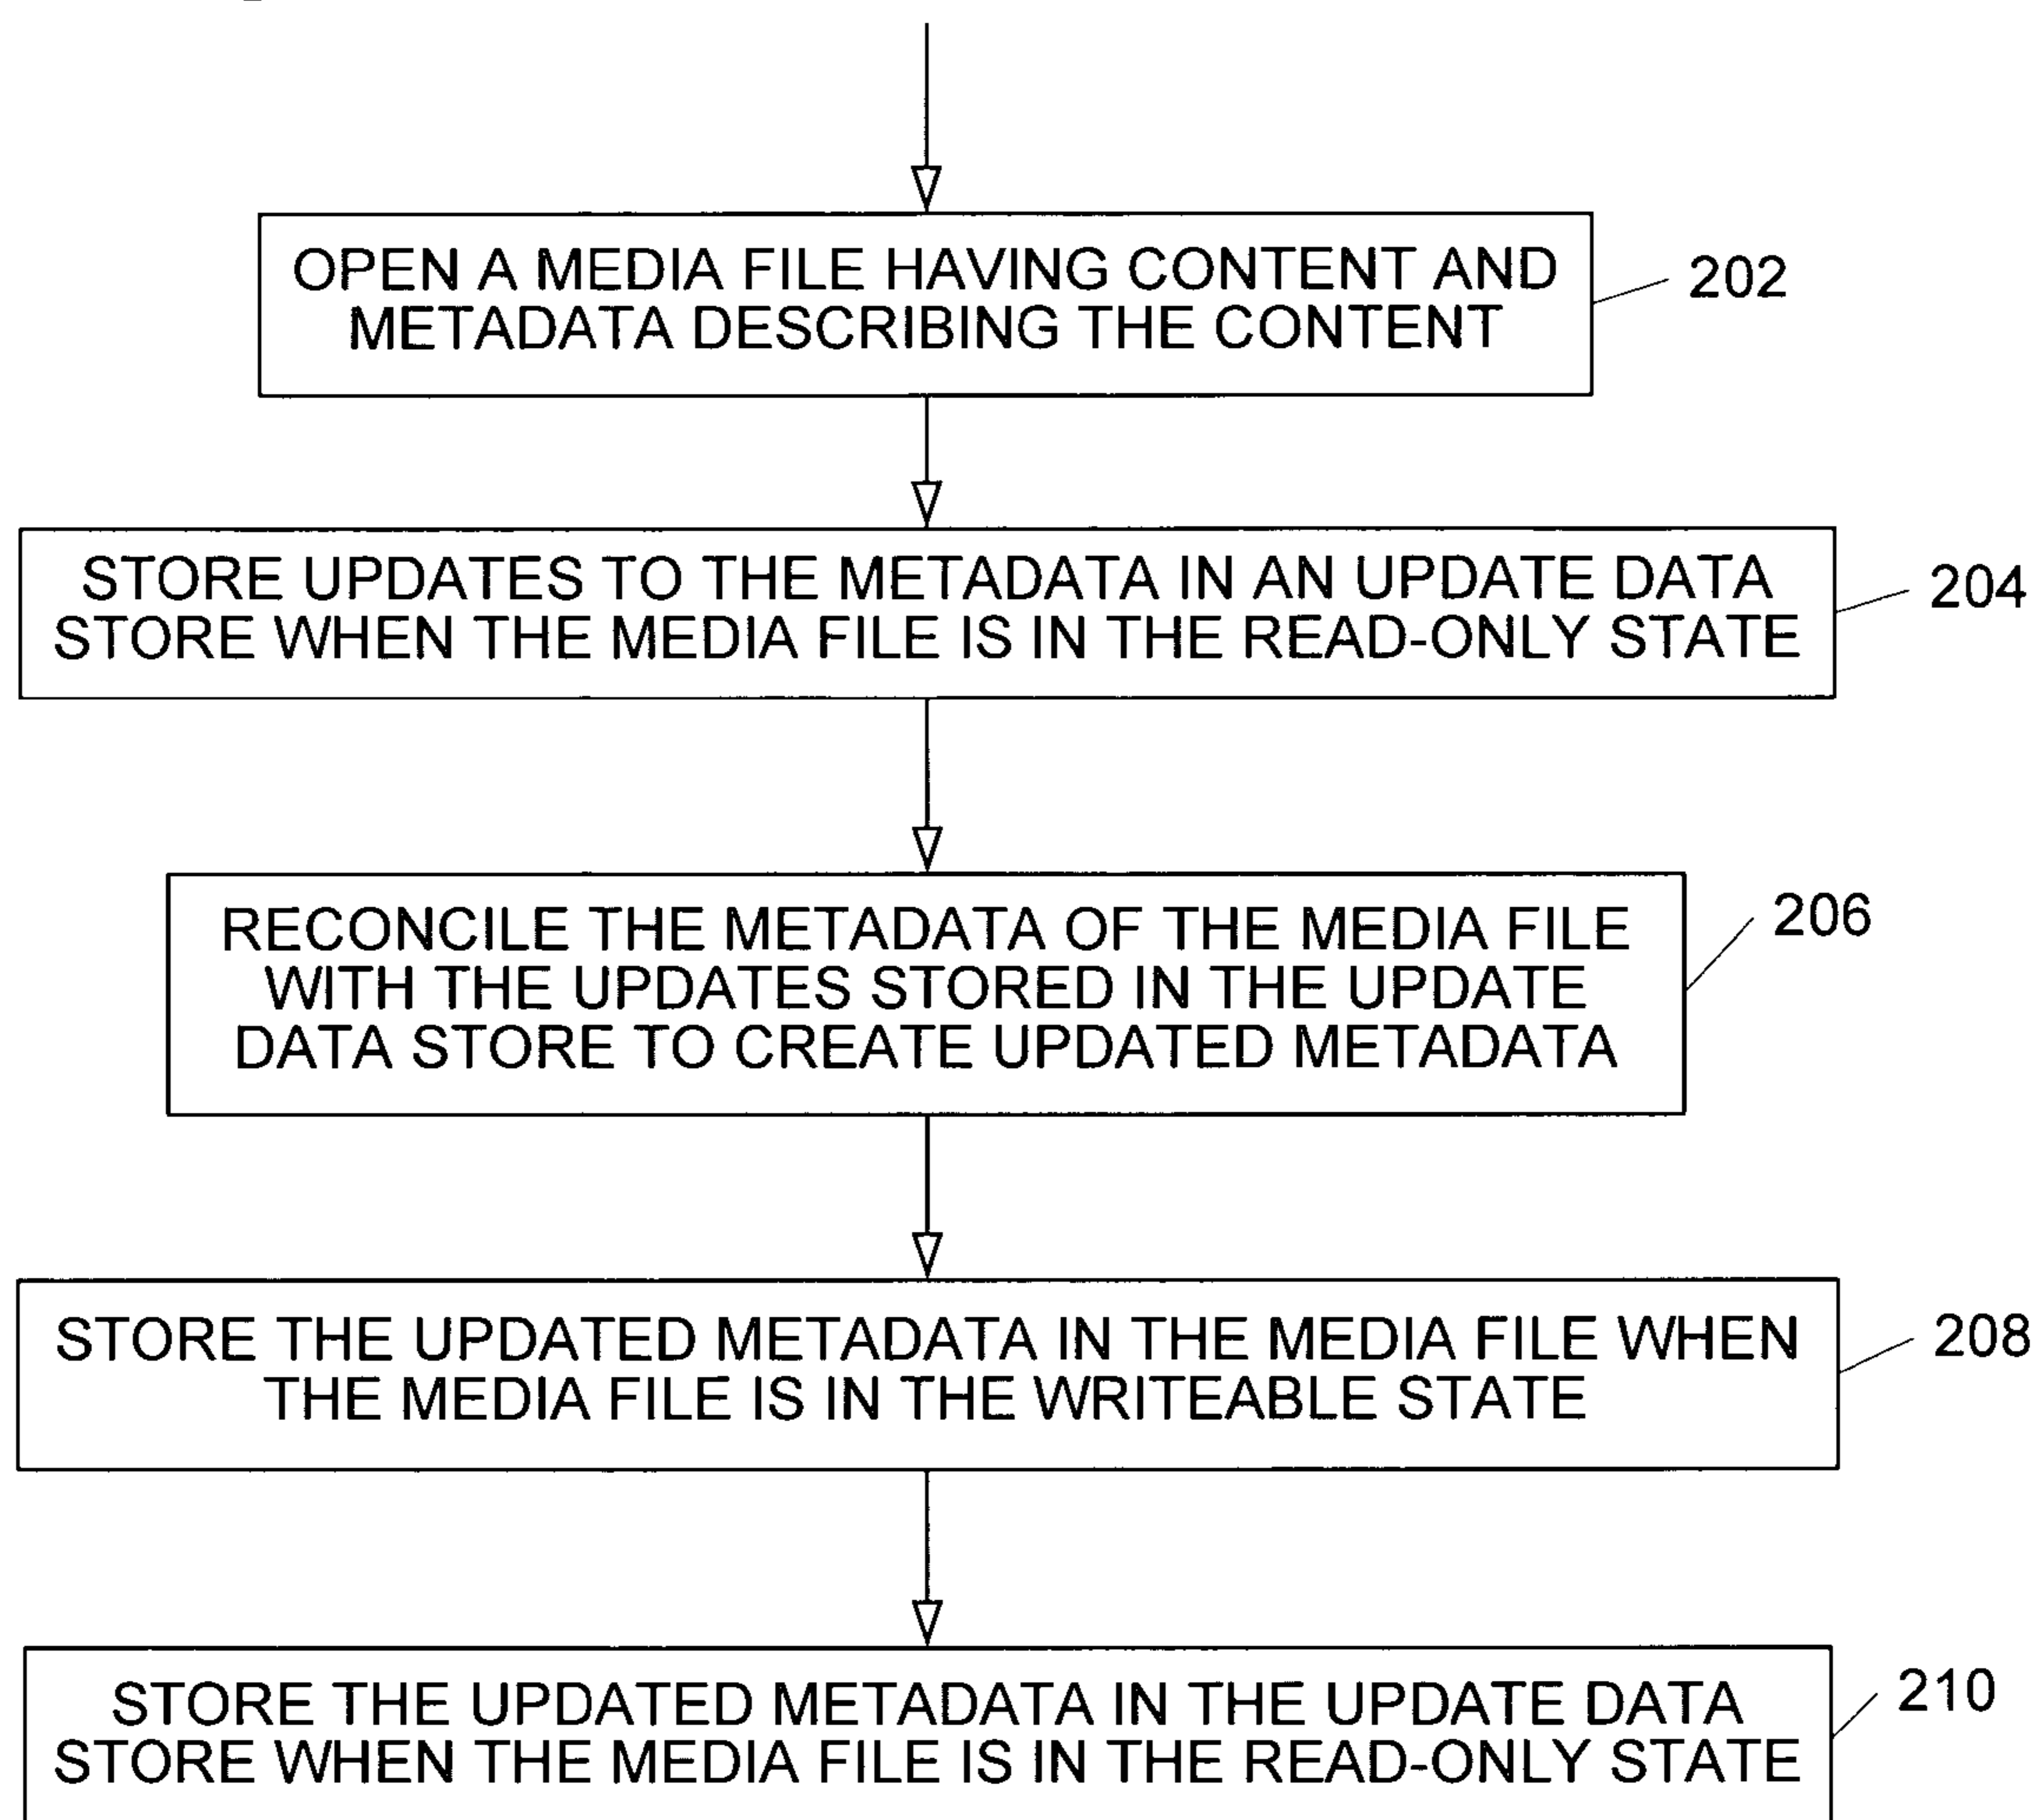 OPEN A MEDIA FILE HAVING CONTENT AND
METADATA DESCRIBING THE CONTENT
202
STORE UPDATES TO THE METADATA IN AN UPDATE DATA
STORE WHEN THE MEDIA FILE IS IN THE READ-ONLY STATE
204
RECONCILE THE METADATA OF THE MEDIA FILE
WITH THE UPDATES STORED IN THE UPDATE
DATA STORE TO CREATE UPDATED METADATA
206
STORE THE UPDATED METADATA IN THE MEDIA FILE WHEN
THE MEDIA FILE IS IN THE WRITEABLE STATE
208
STORE THE UPDATED METADATA IN THE UPDATE DATA
STORE WHEN THE MEDIA FILE IS IN THE READ-ONLY STATE
210